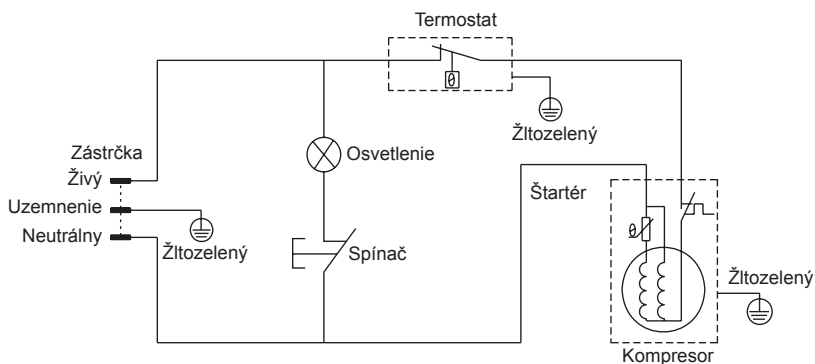 Termostat
Žltozelený
Zástrčka
Živý
Osvetlenie
Uzemnenie
Štartér
Neutrálny
Žltozelený
Spínač
Žltozelený
Kompresor